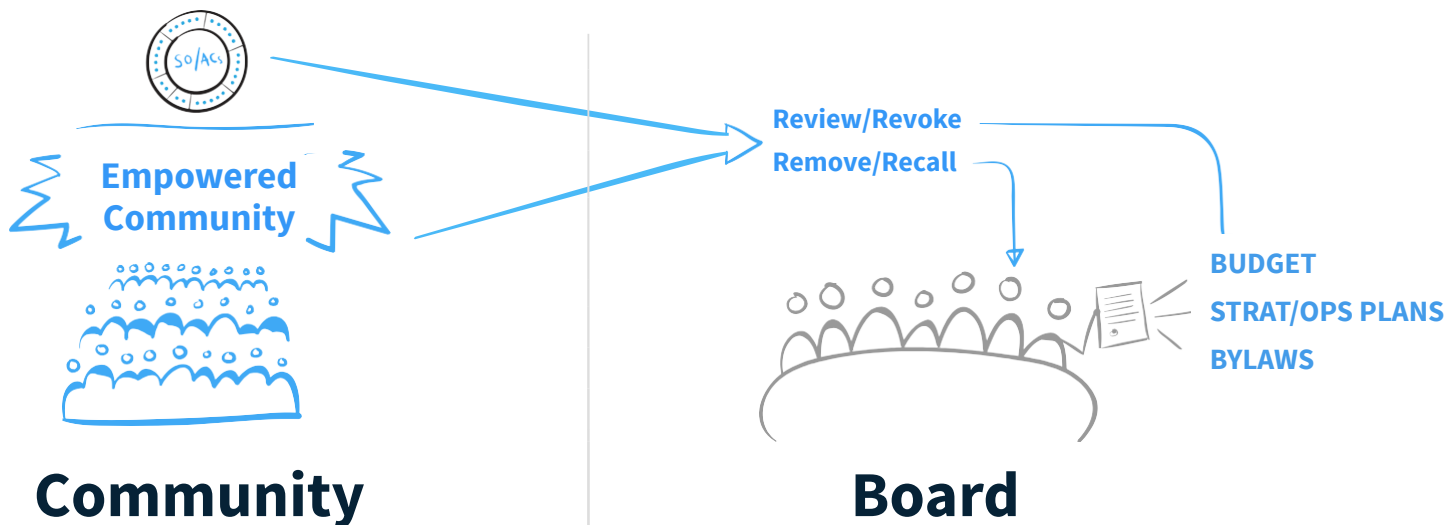 SO/ACs
Empowered
Community
Review/Revoke
Remove/Recall
BUDGET
STRAT/OPS PLANS
BYLAWS
Community
Board